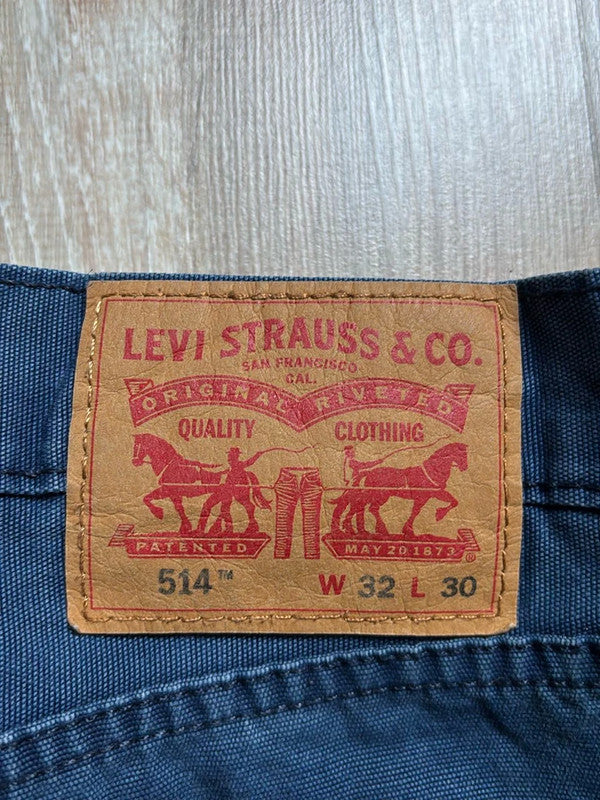 LEVI STRAUSS & CO.
SAN FRANCISCO
CAL.
ORIGINAL RIVETED
QUALITY CLOTHING
PATENTED MAY 20 1873 ®
514™ W 32 L 30